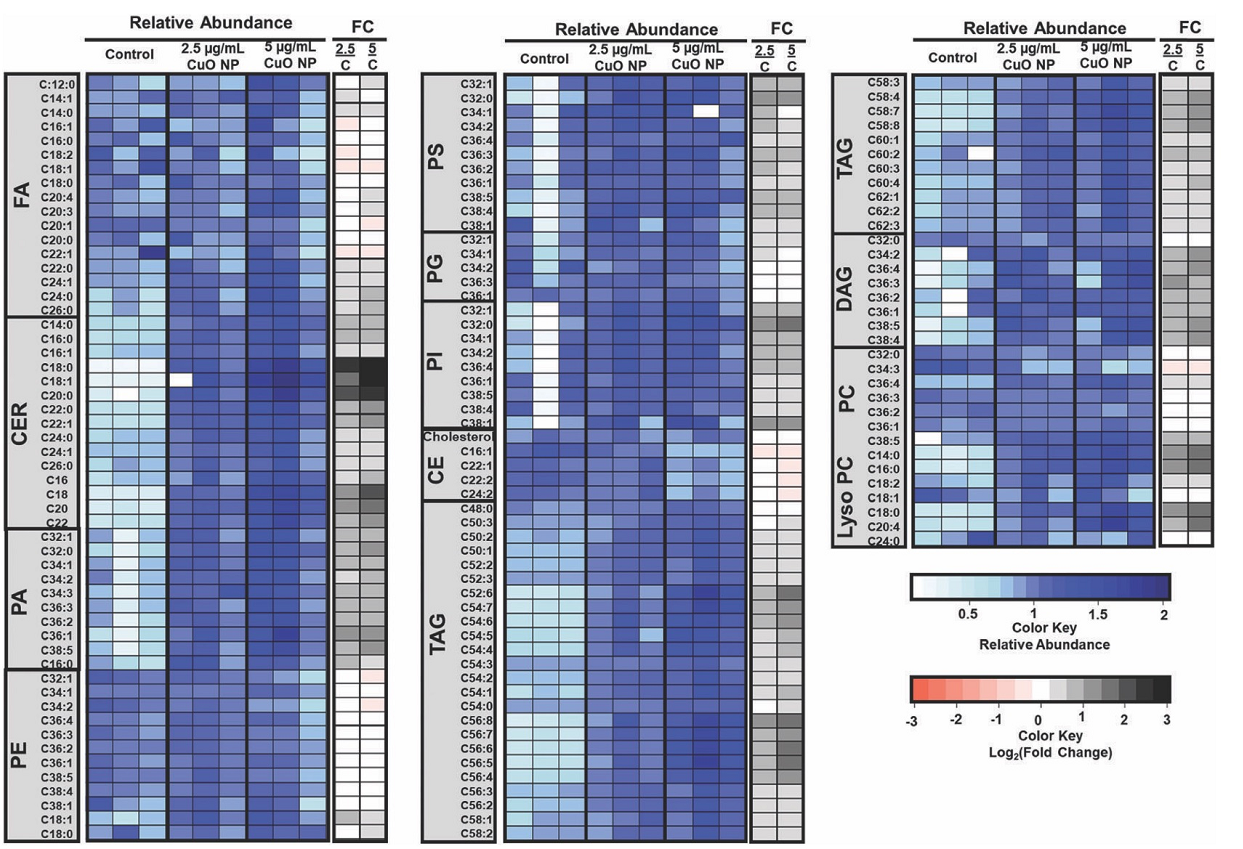 Relative Abundance
FC
Control
2.5 µg/mL
CuO NP
5 µg/mL
CuO NP
2.5
C
5
C
FA
C:12:0
C14:1
C14:0
C16:1
C16:0
C18:2
C18:1
C18:0
C20:4
C20:3
C20:1
C20:0
C22:1
C22:0
C24:1
C24:0
C26:0
CER
C14:0
C16:0
C16:1
C18:0
C18:1
C20:0
C22:0
C22:1
C24:0
C24:1
C26:0
C16
C18
C20
C22
PA
C32:1
C32:0
C34:1
C34:2
C34:3
C36:3
C36:2
C36:1
C38:5
C16:0
PE
C32:1
C34:1
C34:2
C36:4
C36:3
C36:2
C36:1
C38:5
C38:4
C38:1
C18:1
C18:0
Relative Abundance
FC
Control
2.5 µg/mL
CuO NP
5 µg/mL
CuO NP
2.5
C
5
C
PS
C32:1
C32:0
C34:1
C34:2
C36:4
C36:3
C36:2
C36:1
C38:5
C38:4
C38:1
PG
C32:1
C34:1
C34:2
C36:3
C36:1
PI
C32:1
C32:0
C34:1
C34:2
C36:4
C36:1
C38:5
C38:4
C38:1
CE
Cholesterol
C16:1
C22:1
C22:2
C24:2
TAG
C48:0
C50:3
C50:2
C50:1
C52:2
C52:3
C52:6
C54:7
C54:6
C54:5
C54:4
C54:3
C54:2
C54:1
C54:0
C56:8
C56:7
C56:6
C56:5
C56:4
C56:3
C56:2
C58:1
C58:2
Relative Abundance
FC
Control
2.5 µg/mL
CuO NP
5 µg/mL
CuO NP
2.5
C
5
C
TAG
C58:3
C58:4
C58:7
C58:8
C60:1
C60:2
C60:3
C60:4
C62:1
C62:2
C62:3
DAG
C32:0
C34:2
C36:4
C36:3
C36:2
C36:1
C38:5
C38:4
PC
C32:0
C34:3
C36:4
C36:3
C36:2
C36:1
C38:5
Lyso PC
C14:0
C16:0
C18:2
C18:1
C18:0
C20:4
C24:0
0.5 1 1.5 2
Color Key
Relative Abundance
-3 -2 -1 0 1 2 3
Color Key
Log2(Fold Change)